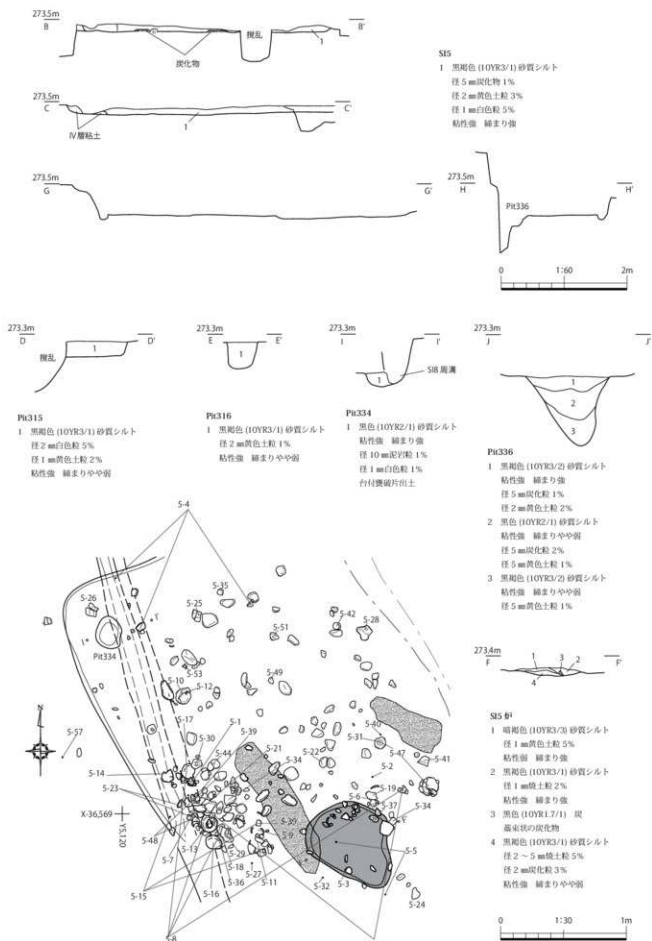 273.5m
B
B'
炭化物
撹乱
1
273.5m
C
C'
Ⅳ層粘土
1
SI5
1 黒褐色 (10YR3/1) 砂質シルト
径 5 ㎜炭化物 1%
径 2 ㎜黄色土粒 3%
径 1 ㎜白色粒 5%
粘性強 締まり強
273.5m
G
G'
273.5m
H
H'
Pit336
0
1:60
2m
273.3m
D
D'
撹乱
1
Pit315
1 黒褐色 (10YR3/1) 砂質シルト
径 2 ㎜白色粒 5%
径 1 ㎜黄色土粒 2%
粘性強 締まりやや弱
273.3m
E
E'
1
Pit316
1 黒褐色 (10YR3/1) 砂質シルト
径 2 ㎜黄色土粒 1%
粘性強 締まりやや弱
273.3m
I
I'
1
SI8 周溝
Pit334
1 黒色 (10YR2/1) 砂質シルト
粘性強 締まり強
径 10 ㎜泥岩粒 1%
径 1 ㎜白色粒 1%
台付甕破片出土
273.3m
J
J'
1
2
3
Pit336
1 黒褐色 (10YR3/2) 砂質シルト
粘性強 締まり強
径 5 ㎜炭化粒 1%
径 2 ㎜黄色土粒 2%
2 黒色 (10YR2/1) 砂質シルト
粘性強 締まりやや弱
径 5 ㎜炭化粒 2%
径 5 ㎜黄色土粒 1%
3 黒褐色 (10YR3/2) 砂質シルト
粘性強 締まりやや弱
径 5 ㎜黄色土粒 1%
273.4m
F
F'
1
3
2
4
SI5 炉
1 暗褐色 (10YR3/3) 砂質シルト
径 1 ㎜黄色土粒 5%
粘性弱 締まり強
2 黒褐色 (10YR3/1) 砂質シルト
径 1 ㎜焼土粒 2%
粘性強 締まり強
3 黒色 (10YR1.7/1) 炭
藁束状の炭化物
4 黒褐色 (10YR3/1) 砂質シルト
径 2 ～ 5 ㎜焼土粒 5%
径 2 ㎜炭化粒 3%
粘性強 締まりやや弱
0
1:30
1m
5-4
5-26
5-35
5-25
5-42
5-28
I
I'
Pit334
5-51
5-53
5-10
5-12
5-49
N
5-17
5-1
5-39
5-40
5-57
5-30
5-44
5-21
5-31
5-47
5-34
5-22
5-41
5-14
5-2
5-23
5-6
5-19
5-37
5-34
X-36,569
Y5,120
5-39
5-9
5-48
5-5
5-7
5-13
5-29
5-18
5-27
5-15
5-36
5-11
5-32
5-3
5-16
5-24
5-8